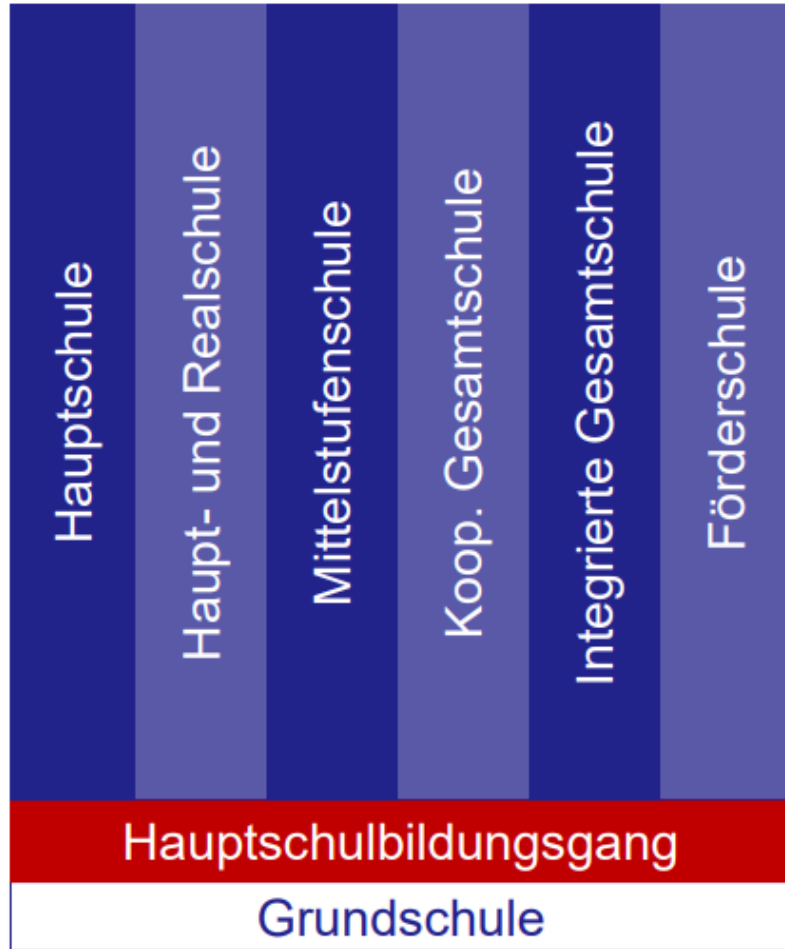 Hauptschule
Haupt- und Realschule
Mittelstufenschule
Koop. Gesamtschule
Integrierte Gesamtschule
Förderschule
Hauptschulbildungsgang
Grundschule